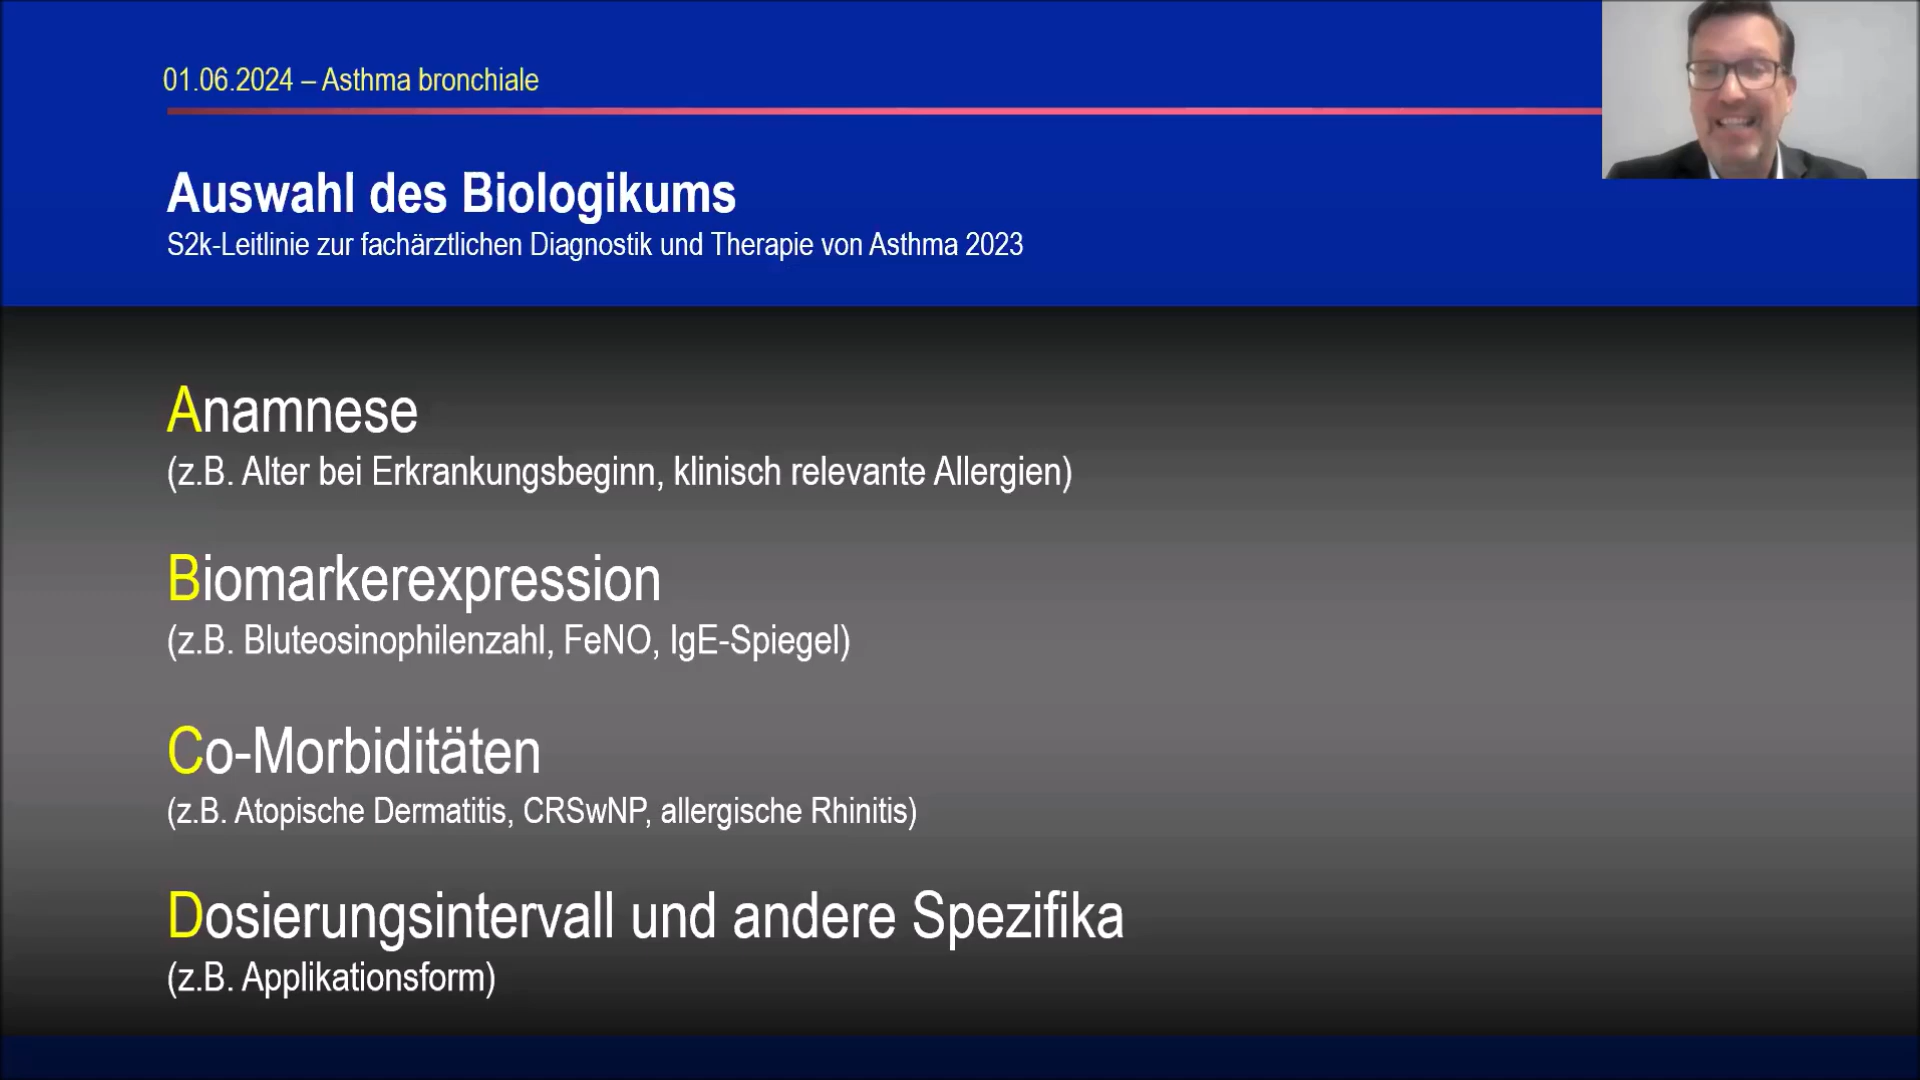 01.06.2024 – Asthma bronchiale
Auswahl des Biologikums
S2k-Leitlinie zur fachärztlichen Diagnostik und Therapie von Asthma 2023
Anamnese
(z.B. Alter bei Erkrankungsbeginn, klinisch relevante Allergien)
Biomarkerexpression
(z.B. Bluteosinophilenzahl, FeNO, IgE-Spiegel)
Co-Morbiditäten
(z.B. Atopische Dermatitis, CRSwNP, allergische Rhinitis)
Dosierungsintervall und andere Spezifika
(z.B. Applikationsform)